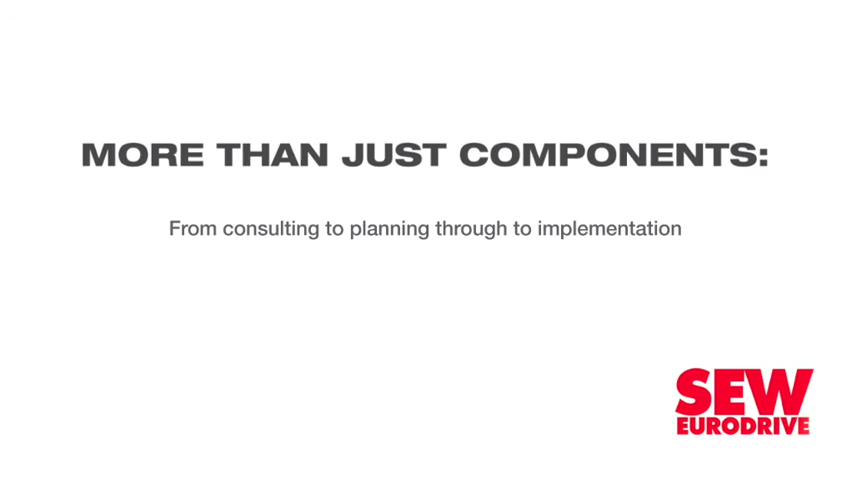 MORE THAN JUST COMPONENTS:
From consulting to planning through to implementation
SEW
EURODRIVE